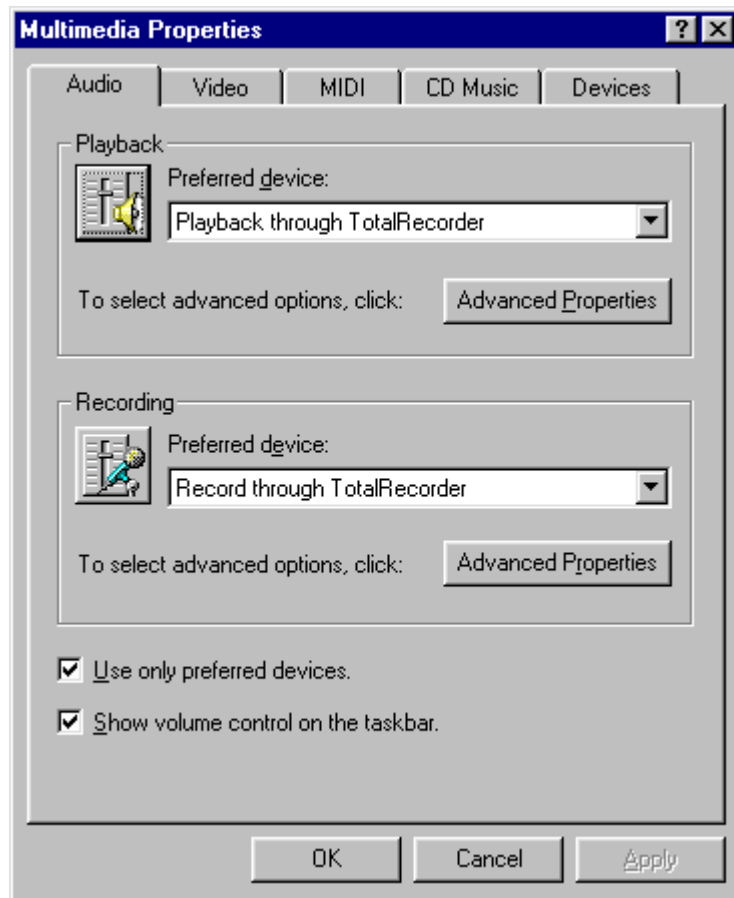 Multimedia Properties
Audio Video MIDI CD Music Devices
Playback
Preferred device:
Playback through TotalRecorder
To select advanced options, click: Advanced Properties
Recording
Preferred device:
Record through TotalRecorder
To select advanced options, click: Advanced Properties
Use only preferred devices.
Show volume control on the taskbar.
OK Cancel Apply